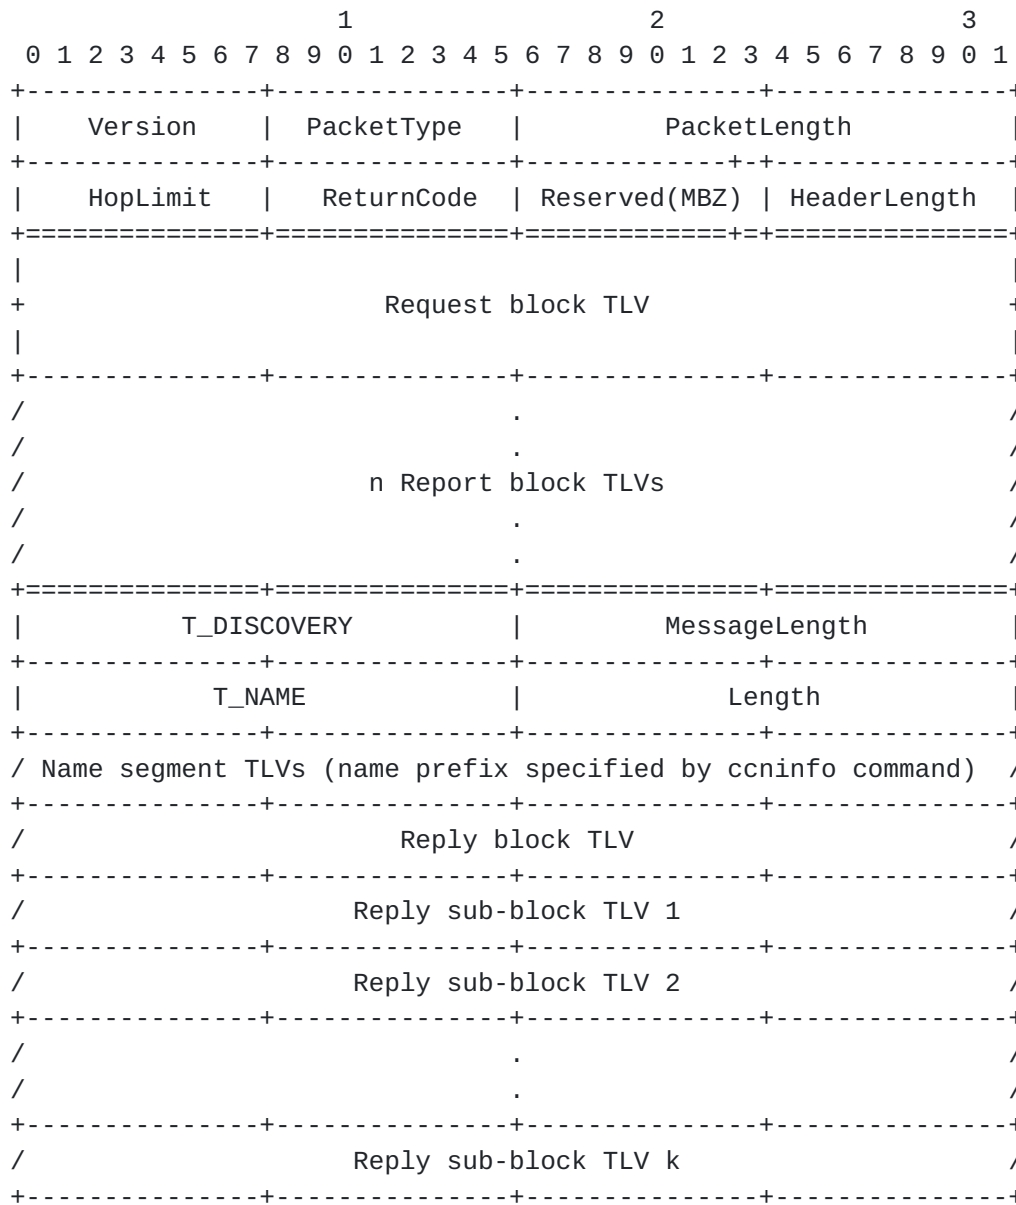 1                   2                   3
 0 1 2 3 4 5 6 7 8 9 0 1 2 3 4 5 6 7 8 9 0 1 2 3 4 5 6 7 8 9 0 1
+---------------+---------------+---------------+---------------+
|    Version    |  PacketType   |         PacketLength          |
+---------------+---------------+-------------+-+---------------+
|    HopLimit   |   ReturnCode  | Reserved(MBZ) | HeaderLength  |
+===============+===============+=============+=+===============+
|                                                               |
+                       Request block TLV                       +
|                                                               |
+---------------+---------------+---------------+---------------+
/                               .                               /
/                               .                               /
/                      n Report block TLVs                      /
/                               .                               /
/                               .                               /
+===============+===============+===============+===============+
|          T_DISCOVERY          |         MessageLength         |
+---------------+---------------+---------------+---------------+
|            T_NAME             |             Length            |
+---------------+---------------+---------------+---------------+
/ Name segment TLVs (name prefix specified by ccninfo command)  /
+---------------+---------------+---------------+---------------+
/                        Reply block TLV                        /
+---------------+---------------+---------------+---------------+
/                     Reply sub-block TLV 1                     /
+---------------+---------------+---------------+---------------+
/                     Reply sub-block TLV 2                     /
+---------------+---------------+---------------+---------------+
/                               .                               /
/                               .                               /
+---------------+---------------+---------------+---------------+
/                     Reply sub-block TLV k                     /
+---------------+---------------+---------------+---------------+